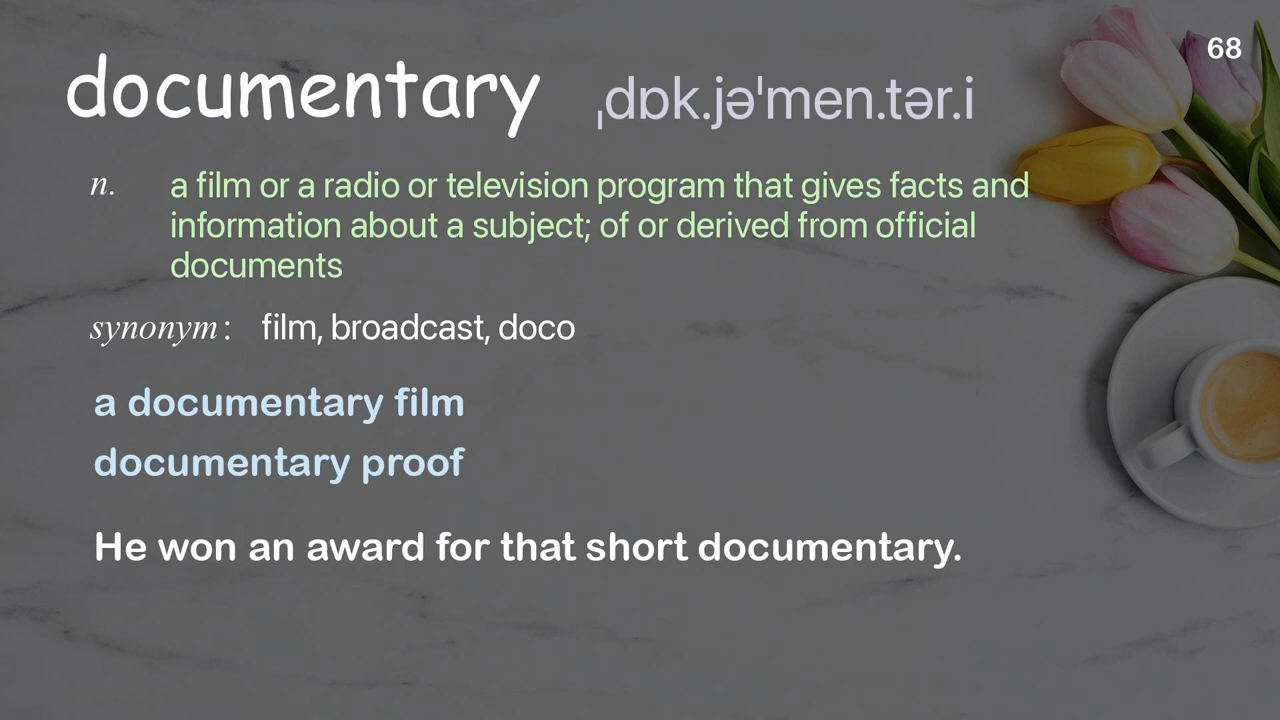 68
documentary ˌdɒk.jəˈmen.tər.i
n. a film or a radio or television program that gives facts and
information about a subject; of or derived from official
documents
synonym: film, broadcast, doco
a documentary film
documentary proof
He won an award for that short documentary.